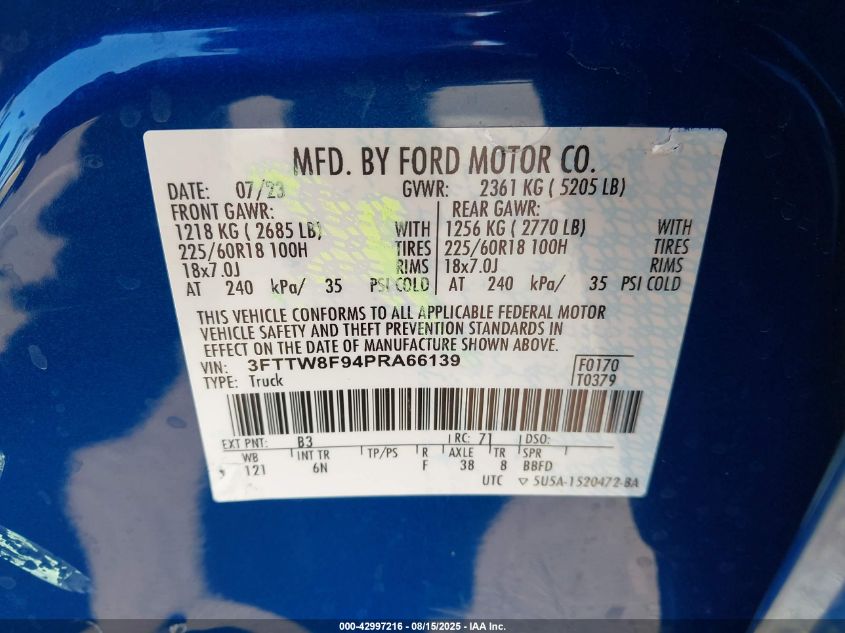 MFD. BY FORD MOTOR CO.
DATE: 07/23 GVWR: 2361 KG ( 5205 LB)
FRONT GAWR: REAR GAWR:
1218 KG ( 2685 LB) WITH 1256 KG ( 2770 LB) WITH
225/60R18 100H TIRES 225/60R18 100H TIRES
18x7.0J RIMS 18x7.0J RIMS
AT 240 kPa/ 35 PSI COLD AT 240 kPa/ 35 PSI COLD
THIS VEHICLE CONFORMS TO ALL APPLICABLE FEDERAL MOTOR
VEHICLE SAFETY AND THEFT PREVENTION STANDARDS IN
EFFECT ON THE DATE OF MANUFACTURE SHOWN ABOVE.
VIN: 3FTTW8F94PRA66139 F0170
TYPE: Truck T0379
EXT PNT: B3 RC: 71 DSO:
WB INT TR TP/PS R AXLE TR SPR
121 6N F 38 8 BBFD
UTC ▽ 5U5A-1520472-BA
000-42997216 - 08/15/2025 - IAA Inc.